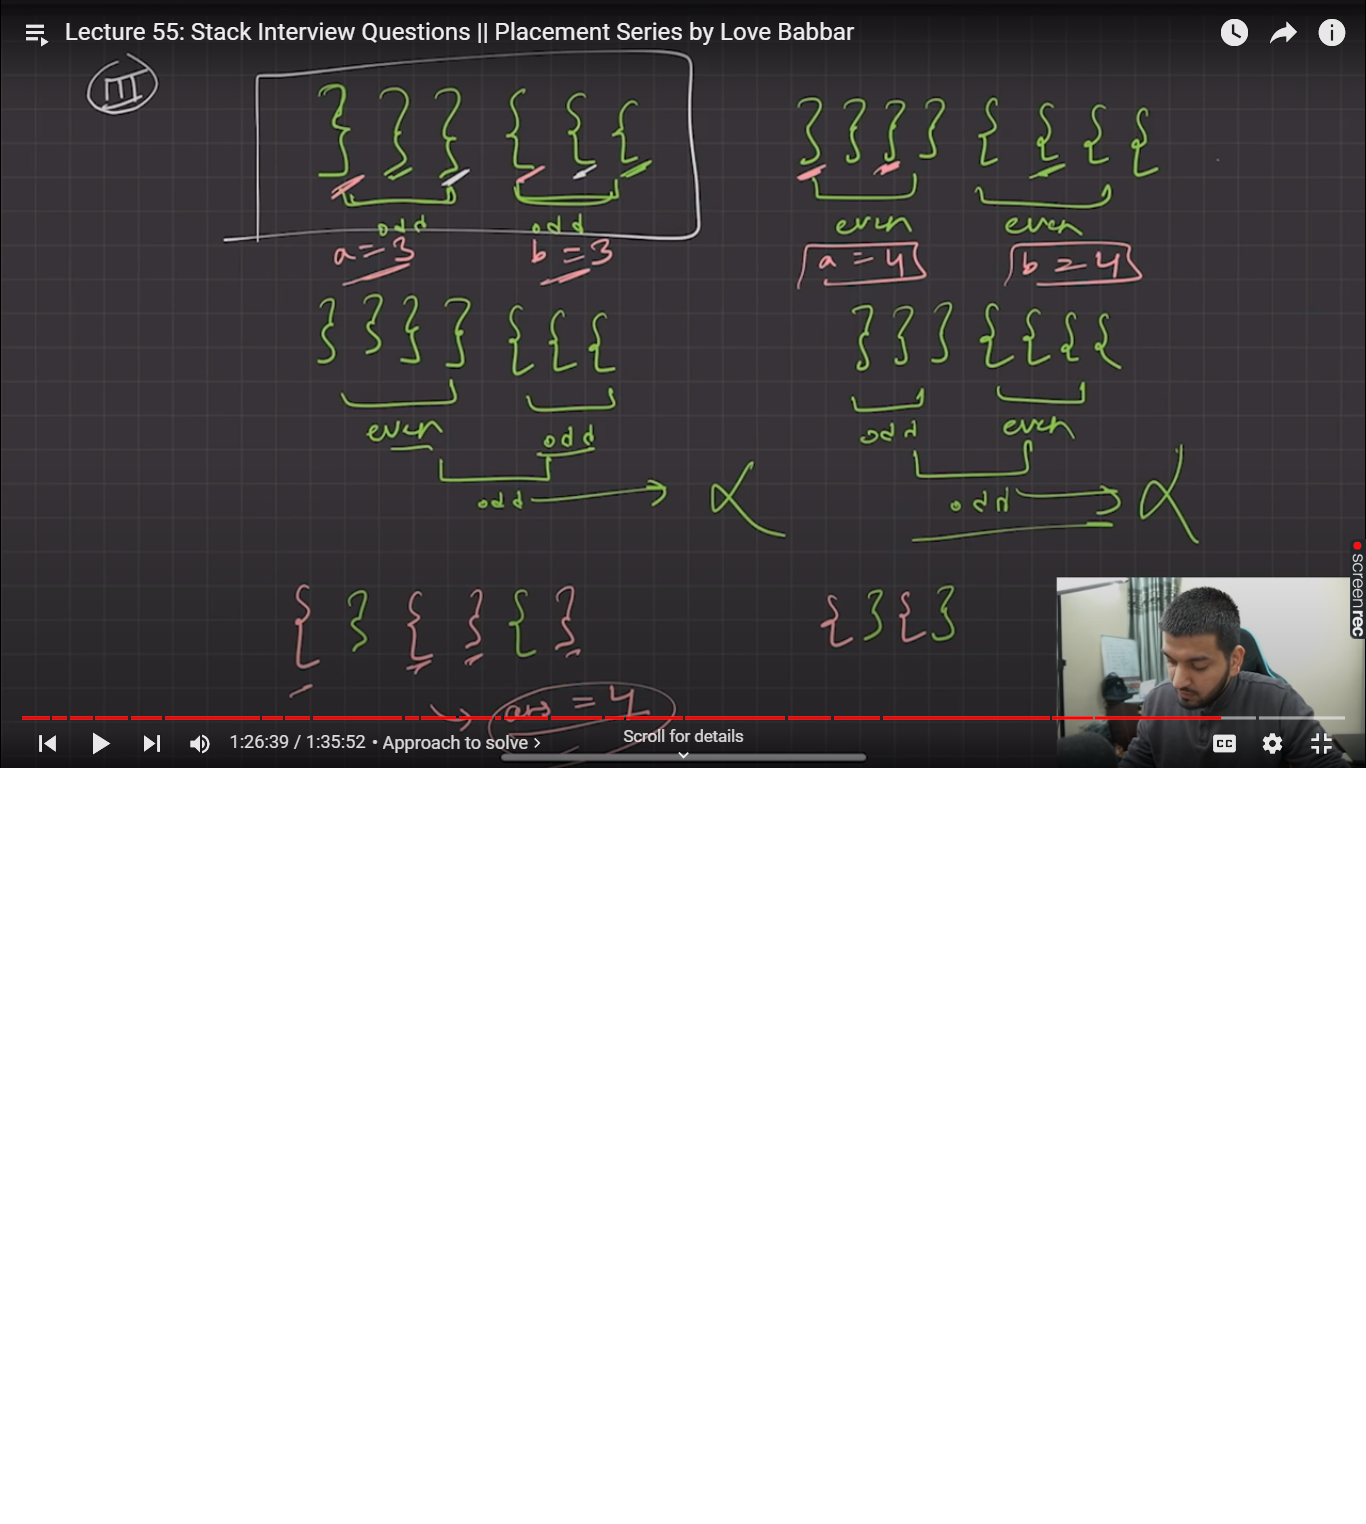 Lecture 55: Stack Interview Questions || Placement Series by Love Babbar
III
} } } { { {
} } } } { { { {
odd odd
even even
a = 3 b = 3
a = 4 b = 4
} } } } { { {
} } } { { { {
even odd
odd even
odd
odd
{ } { } { }
{ } { }
ans = 4
1:26:39 / 1:35:52 • Approach to solve ›
Scroll for details
CC
screenrec